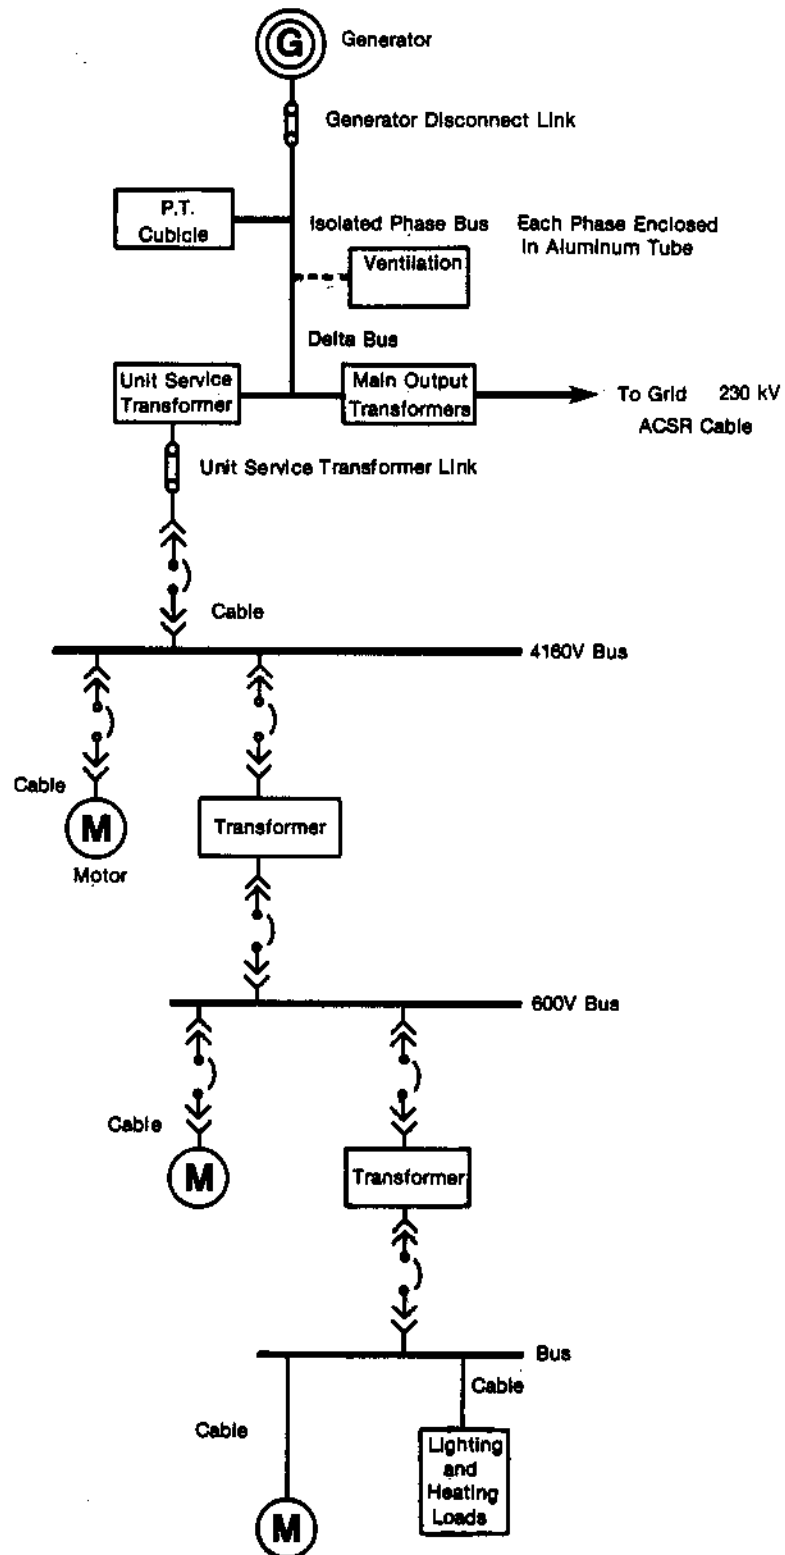 G
Generator
Generator Disconnect Link
P.T.
Cubicle
Isolated Phase Bus
Each Phase Enclosed
In Aluminum Tube
Ventilation
Delta Bus
Unit Service
Transformer
Main Output
Transformers
To Grid 230 kV
ACSR Cable
Unit Service Transformer Link
Cable
4160V Bus
Cable
M
Motor
Transformer
600V Bus
Cable
M
Transformer
Bus
Cable
Cable
Lighting
and
Heating
Loads
M